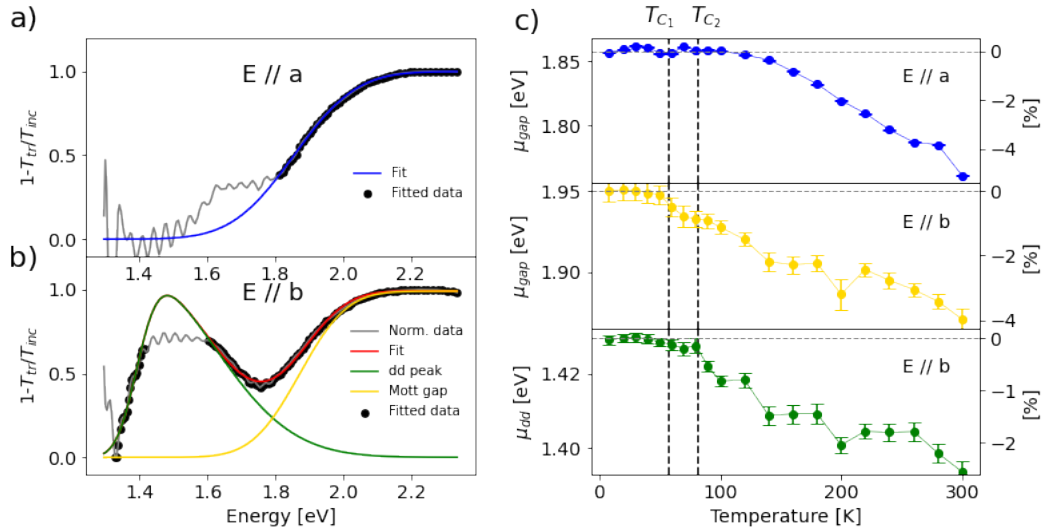 a)
E // a
1-T_tr/T_inc
1.0
0.5
0.0
Fit
Fitted data
1.4 1.6 1.8 2.0 2.2
b)
E // b
1-T_tr/T_inc
1.0
0.5
0.0
Norm. data
Fit
dd peak
Mott gap
Fitted data
1.4 1.6 1.8 2.0 2.2
Energy [eV]
c)
T_C₁ T_C₂
μ_gap [eV]
1.85
1.80
E // a
0
−2
−4
[%]
μ_gap [eV]
1.95
1.90
E // b
0
−2
−4
[%]
μ_dd [eV]
1.42
1.40
E // b
0
−1
−2
[%]
0 100 200 300
Temperature [K]